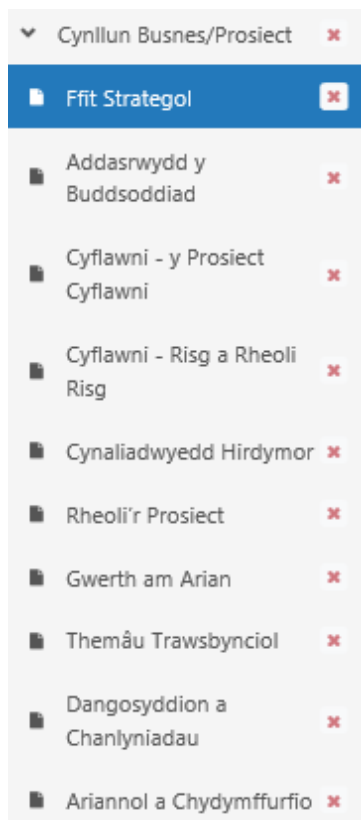 Cynllun Busnes/Prosiect
Ffit Strategol
Addasrwydd y
Buddsoddiad
Cyflawni - y Prosiect
Cyflawni
Cyflawni - Risg a Rheoli
Risg
Cynaliadwyedd Hirdymor
Rheoli'r Prosiect
Gwerth am Arian
Themâu Trawsbynciol
Dangosyddion a
Chanlyniadau
Ariannol a Chydymffurfio